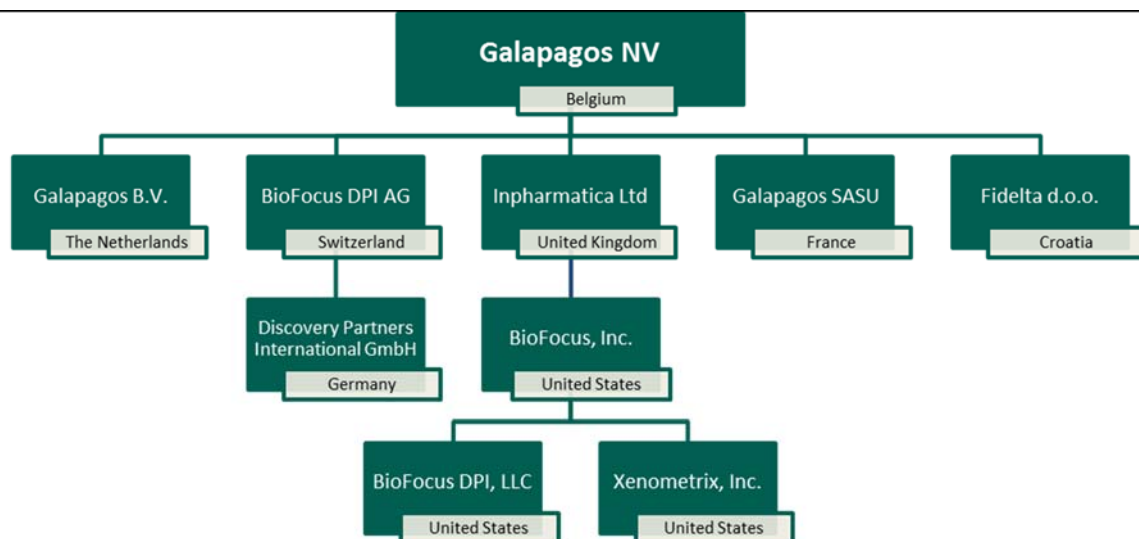 Galapagos NV
Belgium
Galapagos B.V.
The Netherlands
BioFocus DPI AG
Switzerland
Inpharmatica Ltd
United Kingdom
Galapagos SASU
France
Fidelta d.o.o.
Croatia
Discovery Partners
International GmbH
Germany
BioFocus, Inc.
United States
BioFocus DPI, LLC
United States
Xenometrix, Inc.
United States